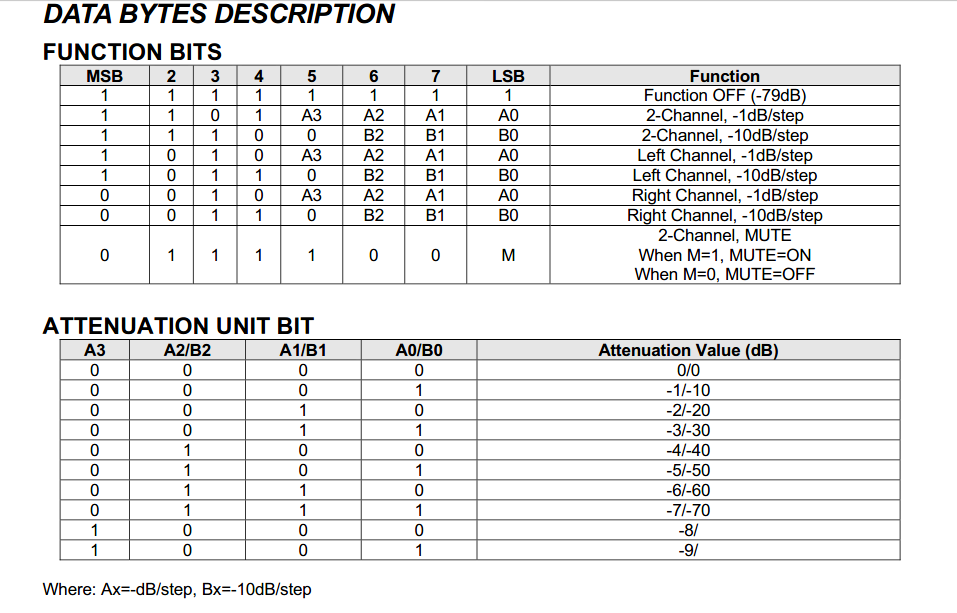 DATA BYTES DESCRIPTION
FUNCTION BITS
MSB 2 3 4 5 6 7 LSB Function
1 1 1 1 1 1 1 1 Function OFF (-79dB)
1 1 0 1 A3 A2 A1 A0 2-Channel, -1dB/step
1 1 1 0 0 B2 B1 B0 2-Channel, -10dB/step
1 0 1 0 A3 A2 A1 A0 Left Channel, -1dB/step
1 0 1 1 0 B2 B1 B0 Left Channel, -10dB/step
0 0 1 0 A3 A2 A1 A0 Right Channel, -1dB/step
0 0 1 1 0 B2 B1 B0 Right Channel, -10dB/step
2-Channel, MUTE
0 1 1 1 1 0 0 M When M=1, MUTE=ON
When M=0, MUTE=OFF
ATTENUATION UNIT BIT
A3 A2/B2 A1/B1 A0/B0 Attenuation Value (dB)
0 0 0 0 0/0
0 0 0 1 -1/-10
0 0 1 0 -2/-20
0 0 1 1 -3/-30
0 1 0 0 -4/-40
0 1 0 1 -5/-50
0 1 1 0 -6/-60
0 1 1 1 -7/-70
1 0 0 0 -8/
1 0 0 1 -9/
Where: Ax=-dB/step, Bx=-10dB/step